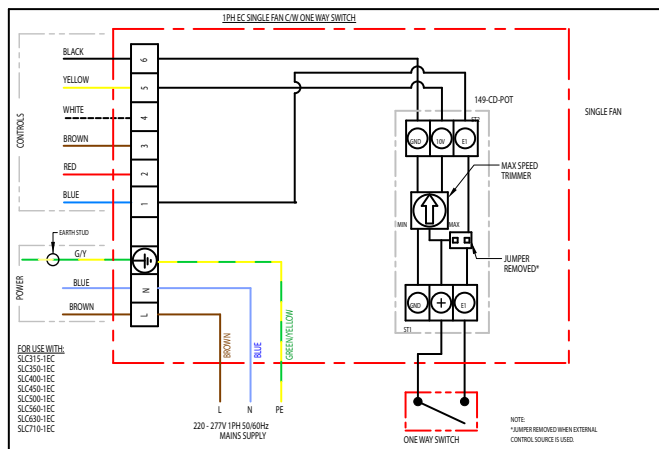 1PH EC SINGLE FAN C/W ONE WAY SWITCH
CONTROLS
BLACK
6
YELLOW
5
WHITE
4
BROWN
3
RED
2
BLUE
1
EARTH STUD
G/Y
POWER
BLUE
N
BROWN
L
149-CD-POT
SINGLE FAN
ST2
GND
10V
E1
MAX SPEED
TRIMMER
MIN
MAX
JUMPER
REMOVED*
GND
+
E1
ST1
BROWN
BLUE
GREEN/YELLOW
L
N
PE
220 - 277V 1PH 50/60Hz
MAINS SUPPLY
FOR USE WITH:
SLC315-1EC
SLC350-1EC
SLC400-1EC
SLC450-1EC
SLC500-1EC
SLC560-1EC
SLC630-1EC
SLC710-1EC
ONE WAY SWITCH
NOTE:
*JUMPER REMOVED WHEN EXTERNAL
CONTROL SOURCE IS USED.